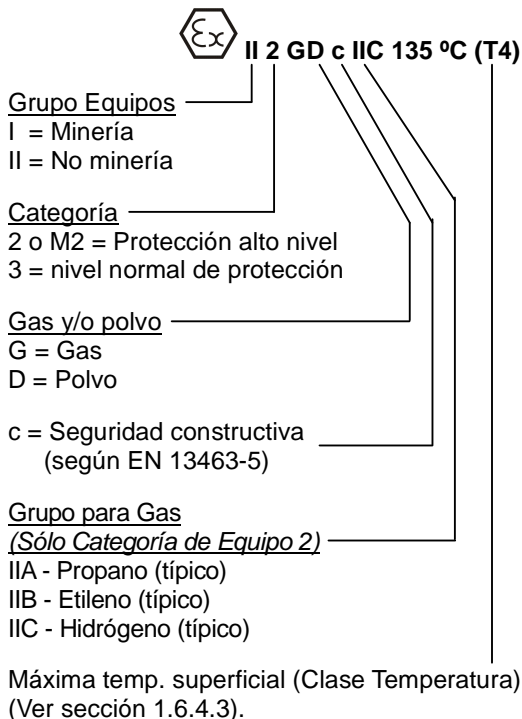 Ex II 2 GD c IIC 135 ºC (T4)
Grupo Equipos
I = Minería
II = No minería
Categoría
2 o M2 = Protección alto nivel
3 = nivel normal de protección
Gas y/o polvo
G = Gas
D = Polvo
c = Seguridad constructiva
(según EN 13463-5)
Grupo para Gas
(Sólo Categoría de Equipo 2)
IIA - Propano (típico)
IIB - Etileno (típico)
IIC - Hidrógeno (típico)
Máxima temp. superficial (Clase Temperatura)
(Ver sección 1.6.4.3).